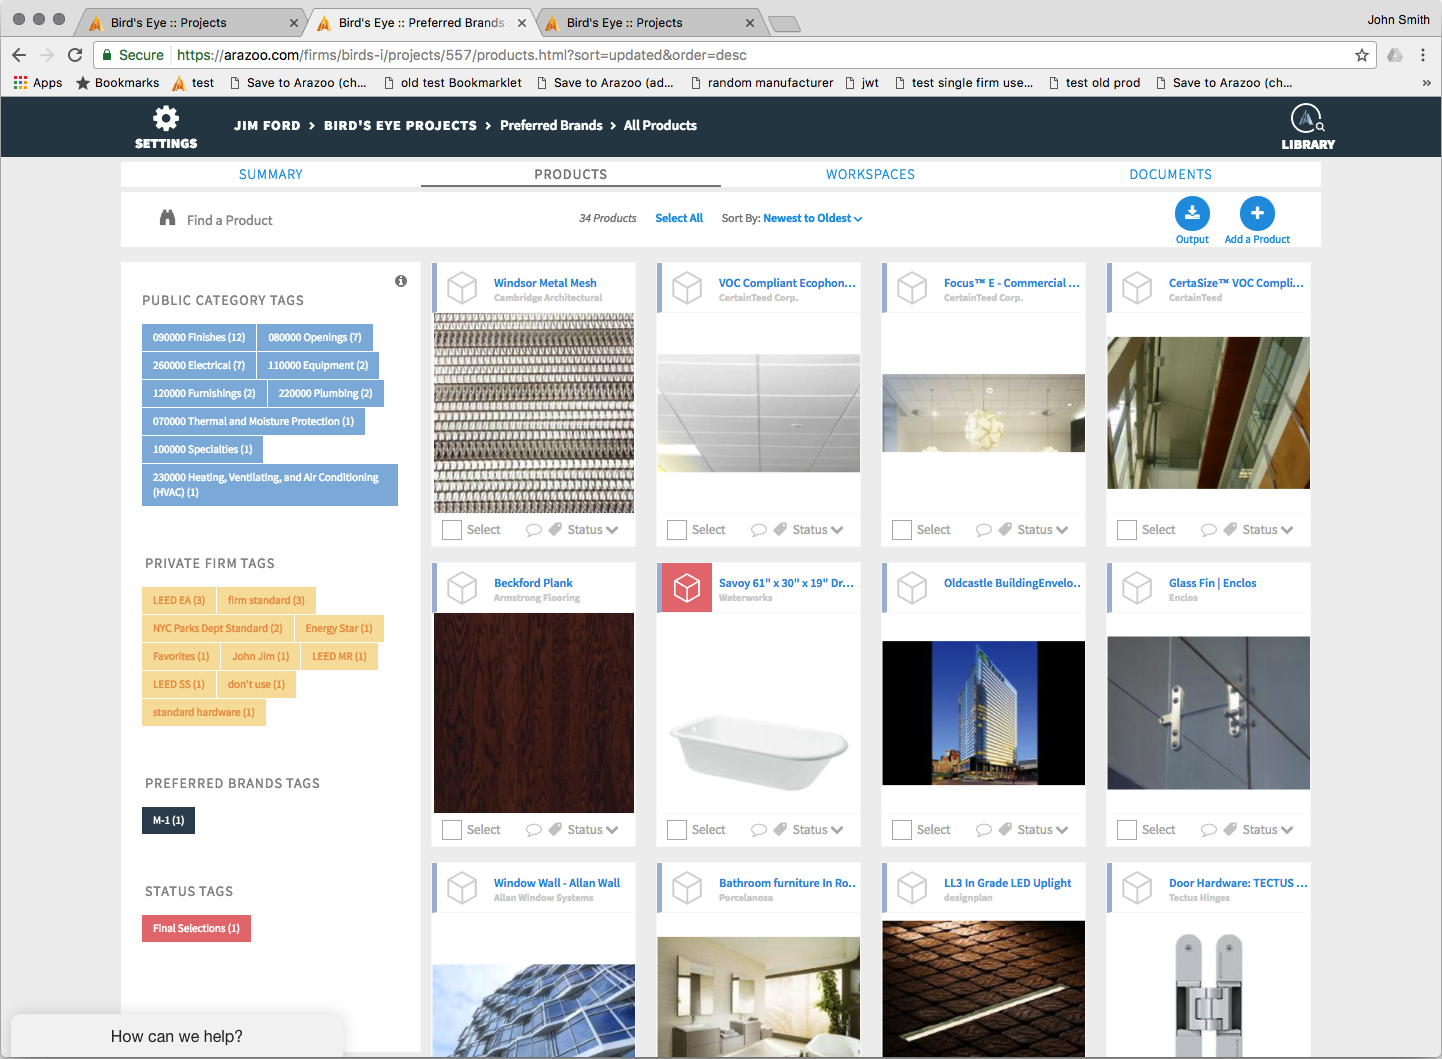 Bird's Eye :: Projects
Bird's Eye :: Preferred Brands :
Bird's Eye :: Projects
John Smith
Secure
https://arazoo.com/firms/birds-i/projects/557/products.html?sort=updated&order=desc
Apps
Bookmarks
test
Save to Arazoo (ch...
old test Bookmarklet
Save to Arazoo (ad...
random manufacturer
jwt
test single firm use...
test old prod
Save to Arazoo (ch...
»
SETTINGS
JIM FORD > BIRD'S EYE PROJECTS > Preferred Brands > All Products
LIBRARY
SUMMARY
PRODUCTS
WORKSPACES
DOCUMENTS
Find a Product
34 Products
Select All
Sort By: Newest to Oldest
Output
Add a Product
PUBLIC CATEGORY TAGS
090000 Finishes (12)
080000 Openings (7)
260000 Electrical (7)
110000 Equipment (2)
120000 Furnishings (2)
220000 Plumbing (2)
070000 Thermal and Moisture Protection (1)
100000 Specialties (1)
230000 Heating, Ventilating, and Air Conditioning
(HVAC) (1)
PRIVATE FIRM TAGS
LEED EA (3)
firm standard (3)
NYC Parks Dept Standard (2)
Energy Star (1)
Favorites (1)
John Jim (1)
LEED MR (1)
LEED SS (1)
don't use (1)
standard hardware (1)
PREFERRED BRANDS TAGS
M-1 (1)
STATUS TAGS
Final Selections (1)
How can we help?
Windsor Metal Mesh
Cambridge Architectural
Select
Status
VOC Compliant Ecophon...
CertainTeed Corp.
Select
Status
Focus™ E - Commercial ...
CertainTeed Corp.
Select
Status
CertaSize™ VOC Compli...
CertainTeed
Select
Status
Beckford Plank
Armstrong Flooring
Select
Status
Savoy 61" x 30" x 19" Dr...
Waterworks
Select
Status
Oldcastle BuildingEnvelo..
Select
Status
Glass Fin | Enclos
Enclos
Select
Status
Window Wall - Allan Wall
Allan Window Systems
Bathroom furniture In Ro..
Porcelanosa
LL3 In Grade LED Uplight
designplan
Door Hardware: TECTUS ...
Tectus Hinges